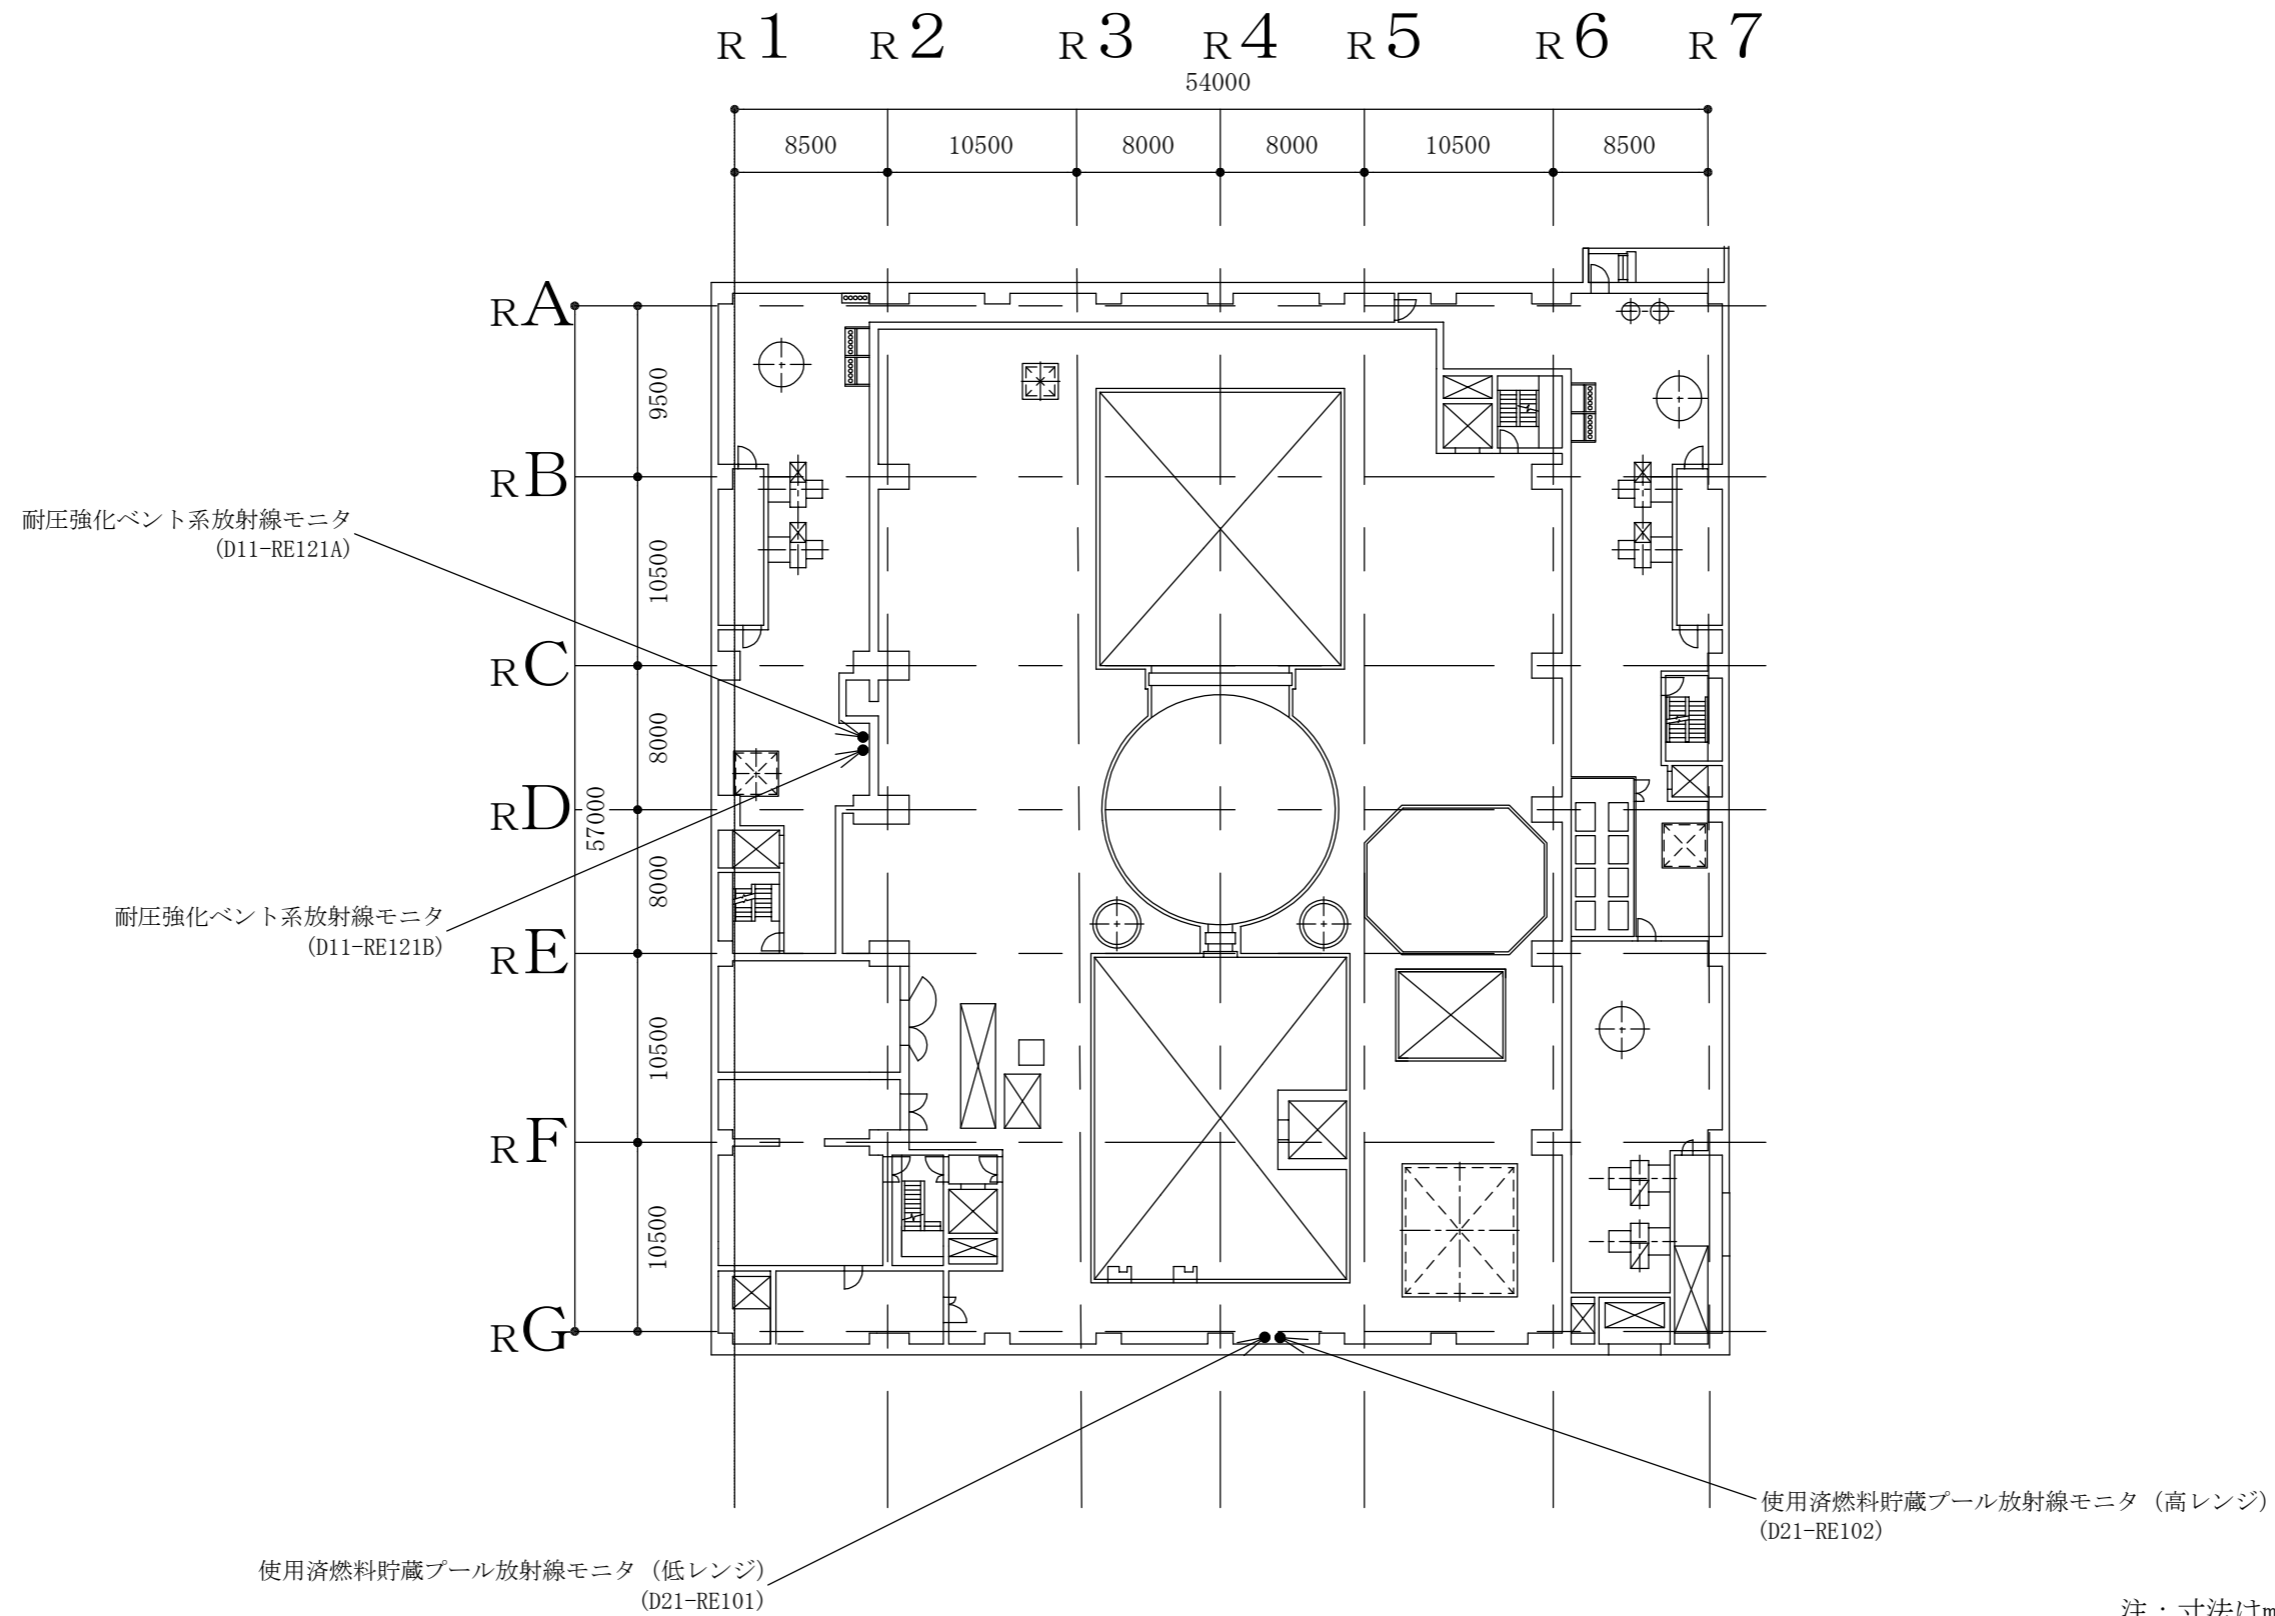 R1 R2 R3 R4 R5 R6 R7
54000
8500 10500 8000 8000 10500 8500
RA
9500
RB
耐圧強化ベント系放射線モニタ
(D11-RE121A)
10500
RC
8000
RD
57000
8000
耐圧強化ベント系放射線モニタ
(D11-RE121B)
RE
10500
RF
10500
RG
使用済燃料貯蔵プール放射線モニタ（高レンジ）
(D21-RE102)
使用済燃料貯蔵プール放射線モニタ（低レンジ）
(D21-RE101)
注：寸法はm